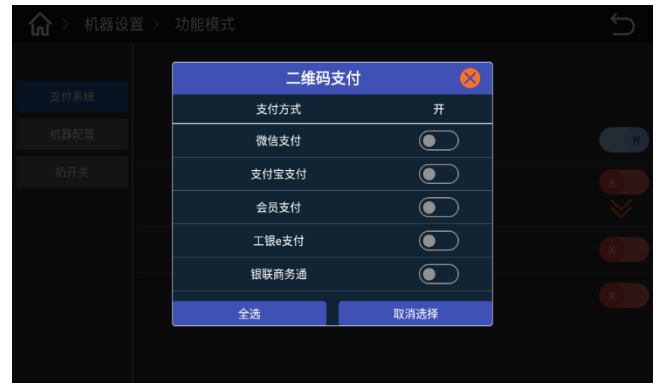 机器设置 > 功能模式
二维码支付
支付方式 开
支付系统
微信支付
机器配置
开
支付宝支付
奶开关
关
会员支付
工银e支付
关
银联商务通
关
全选 取消选择